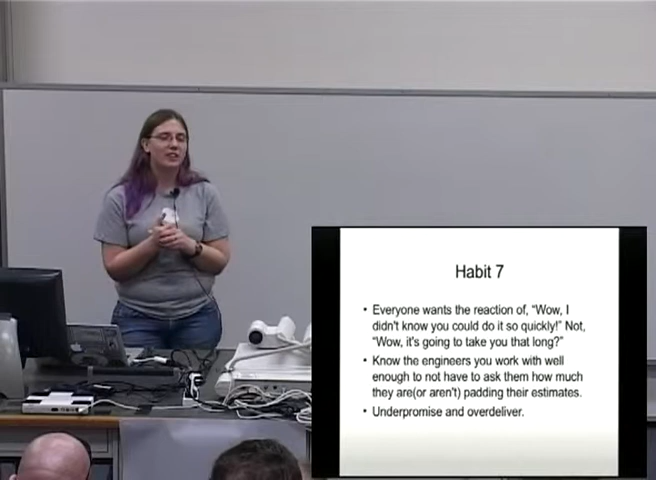 Habit 7
• Everyone wants the reaction of, “Wow, I
didn't know you could do it so quickly!” Not,
“Wow, it's going to take you that long?”
• Know the engineers you work with well
enough to not have to ask them how much
they are(or aren't) padding their estimates.
• Underpromise and overdeliver.